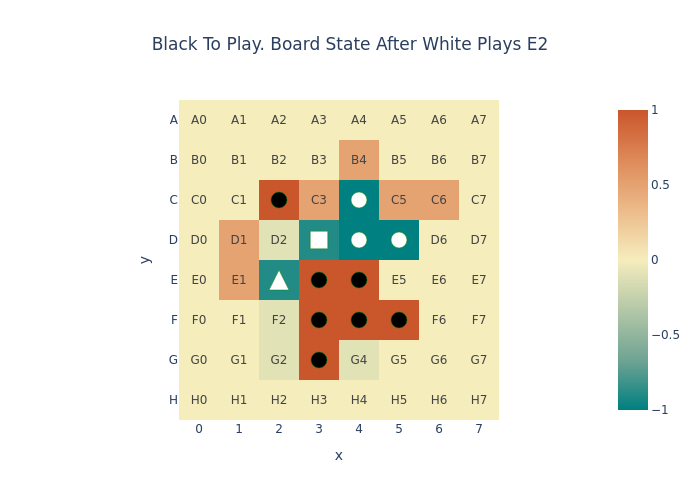 Black To Play. Board State After White Plays E2
A A0 A1 A2 A3 A4 A5 A6 A7
B B0 B1 B2 B3 B4 B5 B6 B7
C C0 C1 C3 C5 C6 C7
D D0 D1 D2 D6 D7
E E0 E1 E5 E6 E7
F F0 F1 F2 F6 F7
G G0 G1 G2 G4 G5 G6 G7
H H0 H1 H2 H3 H4 H5 H6 H7
0 1 2 3 4 5 6 7
x
y
1
0.5
0
−0.5
−1